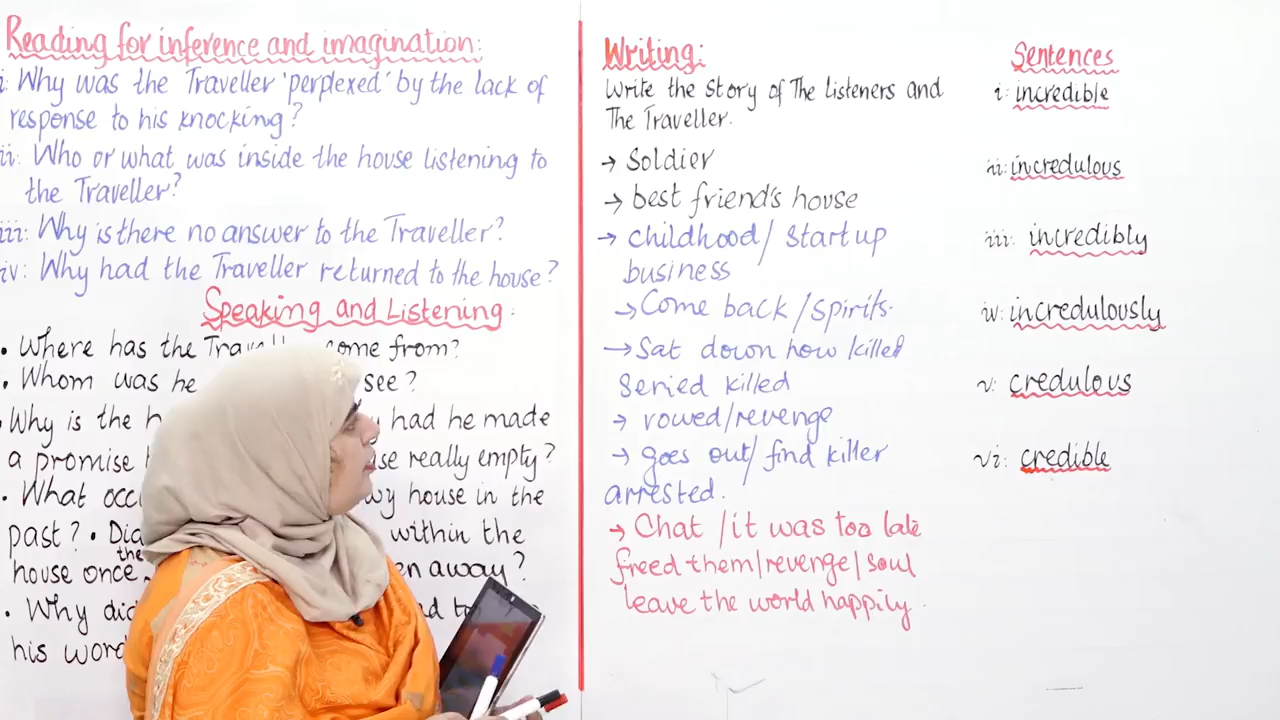 Reading for inference and imagination:
i: Why was the Traveller 'perplexed' by the lack of
response to his knocking?
ii: Who or what was inside the house listening to
the Traveller?
iii: Why is there no answer to the Traveller?
iv: Why had the Traveller returned to the house?
Speaking and Listening:
• Where has the come from?
• Whom was he see?
• Why is the had he made
a promise really empty?
• What house in the
past? • within the
the
house once away?
• Why
his
Writing:
Write the Story of The Listeners and
The Traveller.
→ Soldier
→ best friend's house
→ childhood/ Start up
business
→ Come back / spirits.
→ Sat down how /killed
Seried killed
→ vowed/revenge
→ goes out/ find killer
arrested.
→ Chat / it was too late
freed them/revenge/soul
leave the world happily.
Sentences
i: incredible
ii: incredulous
iii: incredibly
iv: incredulously
v: credulous
vi: credible